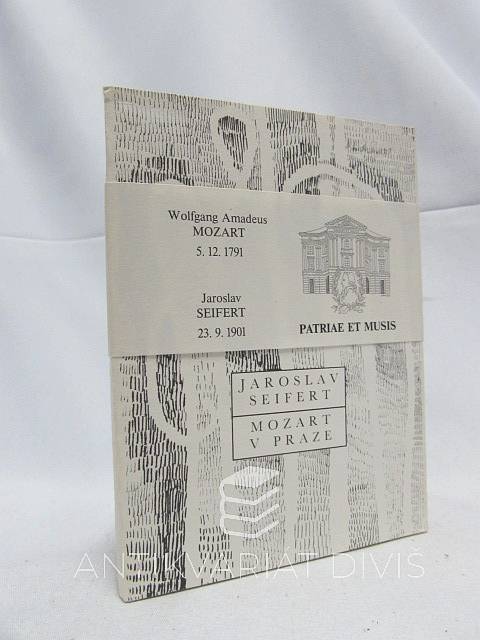 Wolfgang Amadeus
MOZART
5. 12. 1791
Jaroslav
SEIFERT
23. 9. 1901
PATRIAE ET MUSIS
JAROSLAV
SEIFERT
MOZART
V PRAZE
ANTIKVARIÁT DIVIŠ